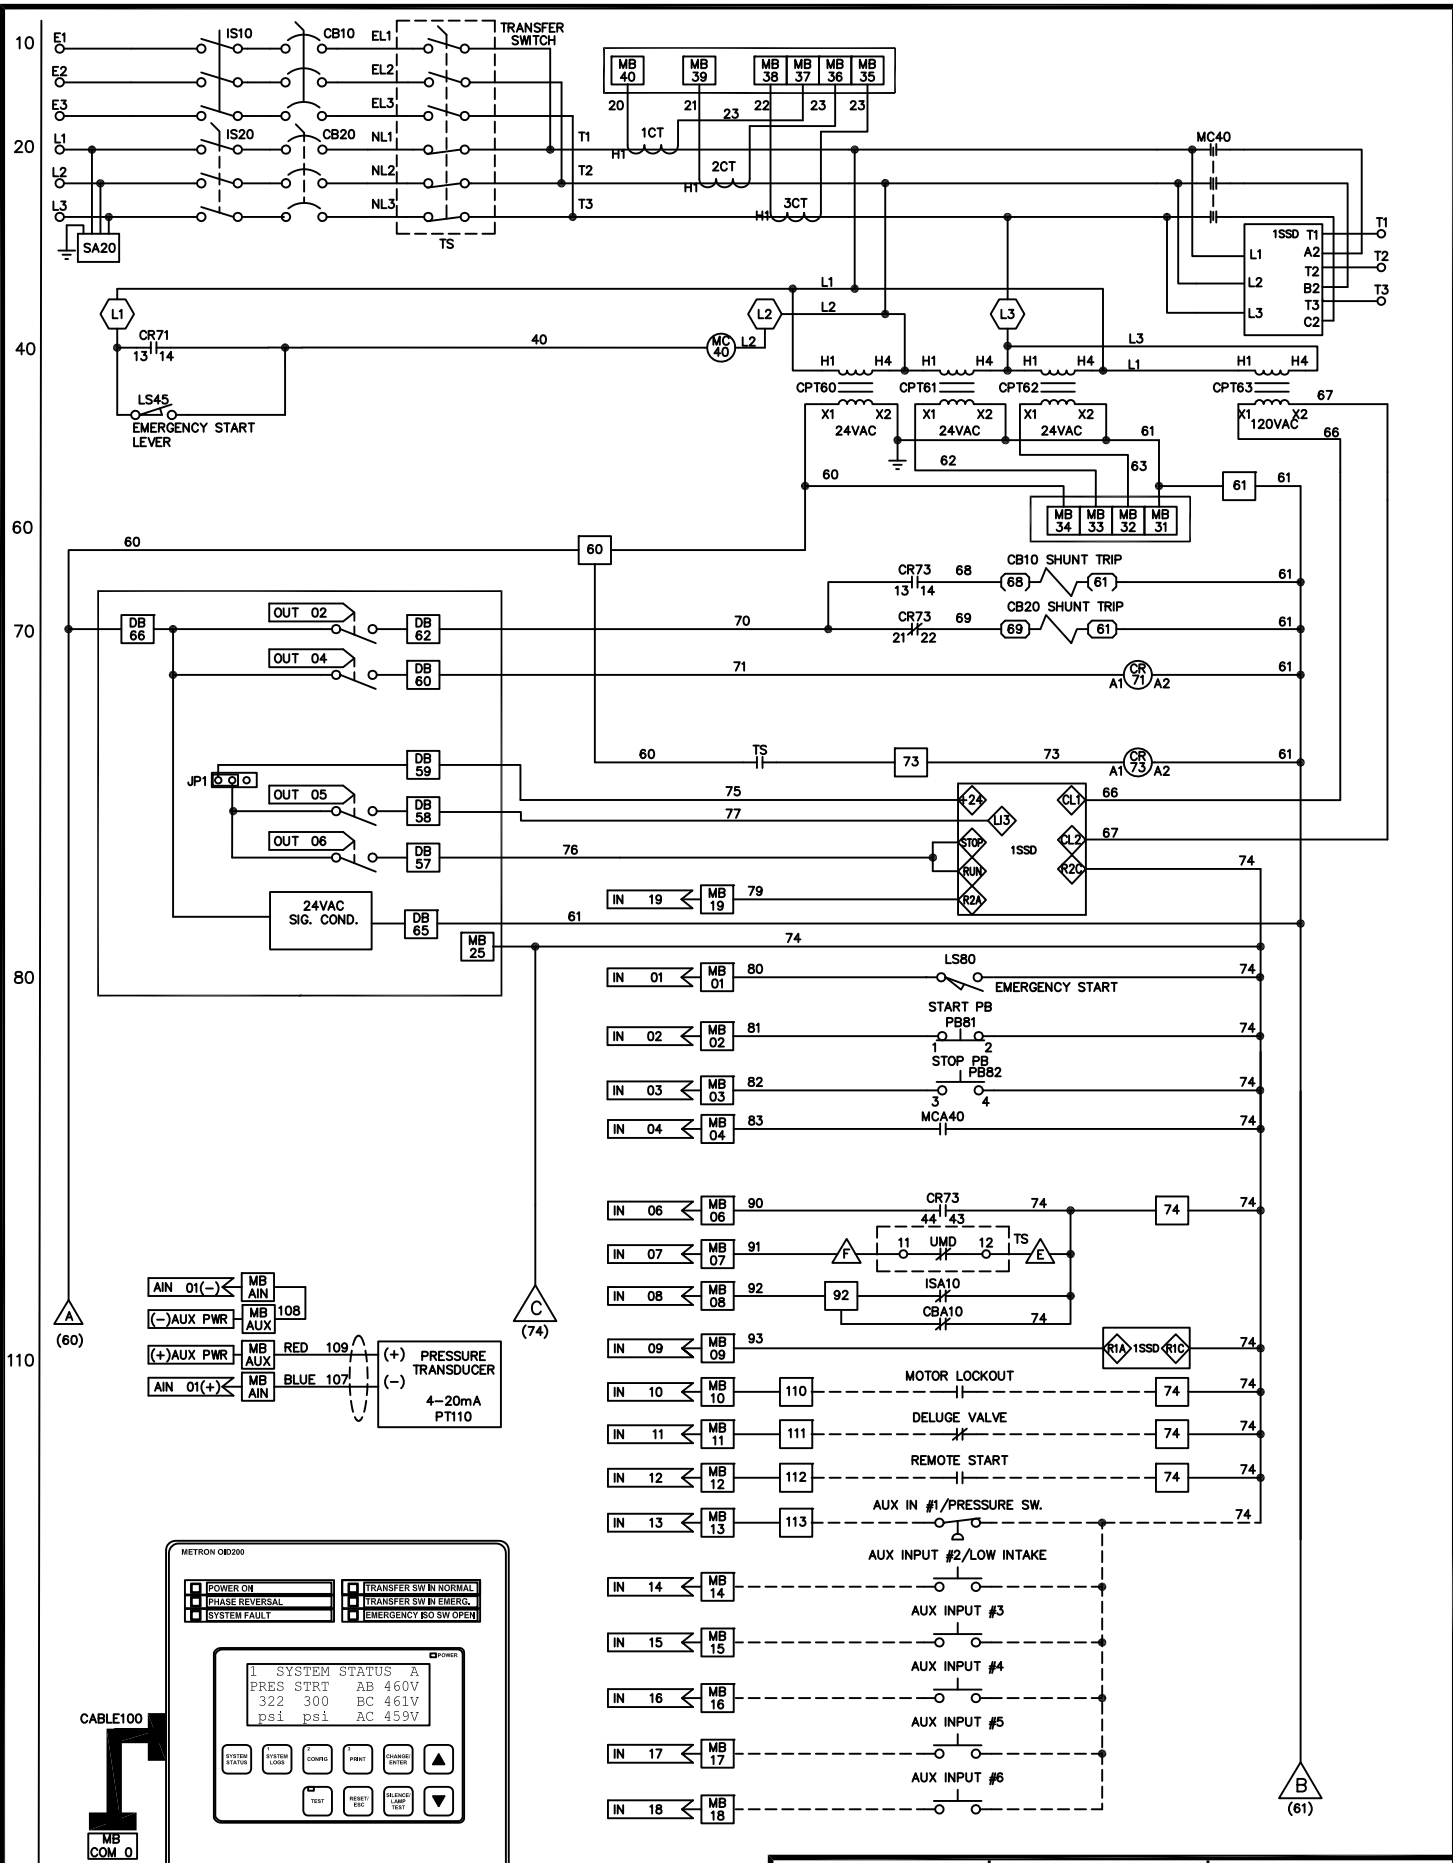 10
E1
IS10
CB10
EL1
TRANSFER
SWITCH
E2
EL2
E3
EL3
20
L1
IS20
CB20
NL1
T1
L2
NL2
T2
L3
NL3
T3
SA20
TS
MB 40
MB 39
MB 38
MB 37
MB 36
MB 35
20
21
22
23
23
23
1CT
H1
2CT
H1
3CT
H1
MC40
1SSD
T1
A2
T2
B2
T3
C2
L1
L2
L3
T1
T2
T3
L1
L2
L1
L2
L3
CR71
13 14
40
40
MC 40
L2
L3
L1
LS45
EMERGENCY START
LEVER
H1 H4
H1 H4
H1 H4
H1 H4
CPT60
CPT61
CPT62
CPT63
X1 X2
X1 X2
X1 X2
X1 X2
24VAC
24VAC
24VAC
120VAC
67
66
61
60
62
63
61
61
MB 34
MB 33
MB 32
MB 31
60
60
60
CB10 SHUNT TRIP
CR73
13 14
68
68
61
61
CB20 SHUNT TRIP
CR73
21 22
69
69
61
61
70
DB 66
OUT 02
DB 62
70
OUT 04
DB 60
71
CR 71
A1 A2
61
60
TS
73
73
CR 73
A1 A2
61
JP1
DB 59
75
OUT 05
DB 58
77
OUT 06
DB 57
76
+24
LI3
STOP
RUN
R2A
1SSD
CL1
CL2
R2C
66
67
74
24VAC
SIG. COND.
DB 65
61
IN 19
MB 19
79
MB 25
74
80
IN 01
MB 01
80
LS80
EMERGENCY START
74
START PB
PB81
IN 02
MB 02
81
1 2
74
STOP PB
PB82
IN 03
MB 03
82
3 4
74
IN 04
MB 04
83
MCA40
74
IN 06
MB 06
90
CR73
44 43
74
74
74
IN 07
MB 07
91
F
11
UMD
12
TS
E
IN 08
MB 08
92
92
ISA10
CBA10
74
IN 09
MB 09
93
R1A
1SSD
R1C
74
A
(60)
C
(74)
AIN 01(-)
MB AIN
(-)AUX PWR
MB AUX
108
110
(+)AUX PWR
MB AUX
RED 109
(+)
PRESSURE
TRANSDUCER
AIN 01(+)
MB AIN
BLUE 107
(-)
4-20mA
PT110
IN 10
MB 10
110
MOTOR LOCKOUT
74
74
IN 11
MB 11
111
DELUGE VALVE
74
74
IN 12
MB 12
112
REMOTE START
74
74
IN 13
MB 13
113
AUX IN #1/PRESSURE SW.
74
AUX INPUT #2/LOW INTAKE
IN 14
MB 14
AUX INPUT #3
IN 15
MB 15
AUX INPUT #4
IN 16
MB 16
AUX INPUT #5
IN 17
MB 17
AUX INPUT #6
IN 18
MB 18
B
(61)
METRON OID200
POWER ON
PHASE REVERSAL
SYSTEM FAULT
TRANSFER SW IN NORMAL
TRANSFER SW IN EMERG.
EMERGENCY ISO SW OPEN
POWER
1 SYSTEM STATUS A
PRES STRT AB 460V
322 300 BC 461V
psi psi AC 459V
SYSTEM STATUS
1 SYSTEM LOGS
2 CONFIG
3 PRINT
CHANGE/ ENTER
TEST
RESET/ ESC
SILENCE/ LAMP TEST
CABLE100
MB
COM 0